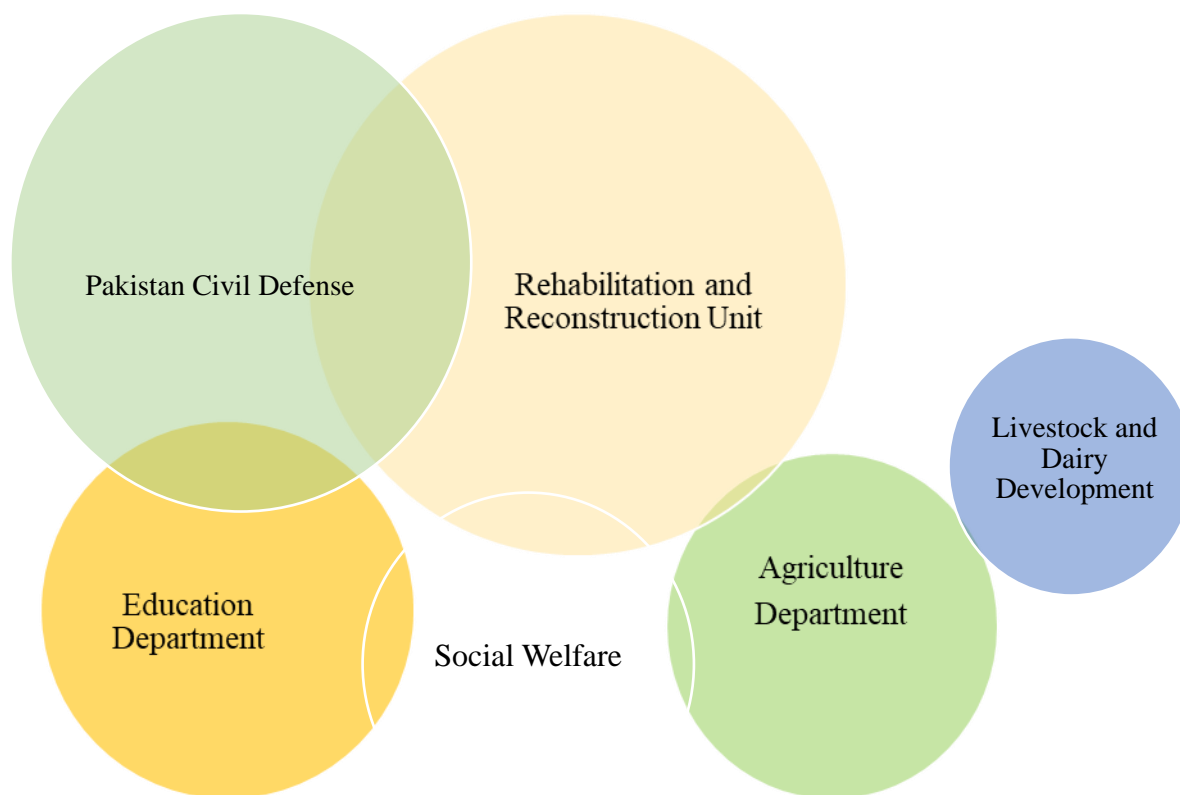 Pakistan Civil Defense
Rehabilitation and
Reconstruction Unit
Livestock and
Dairy
Development
Education
Department
Social Welfare
Agriculture
Department